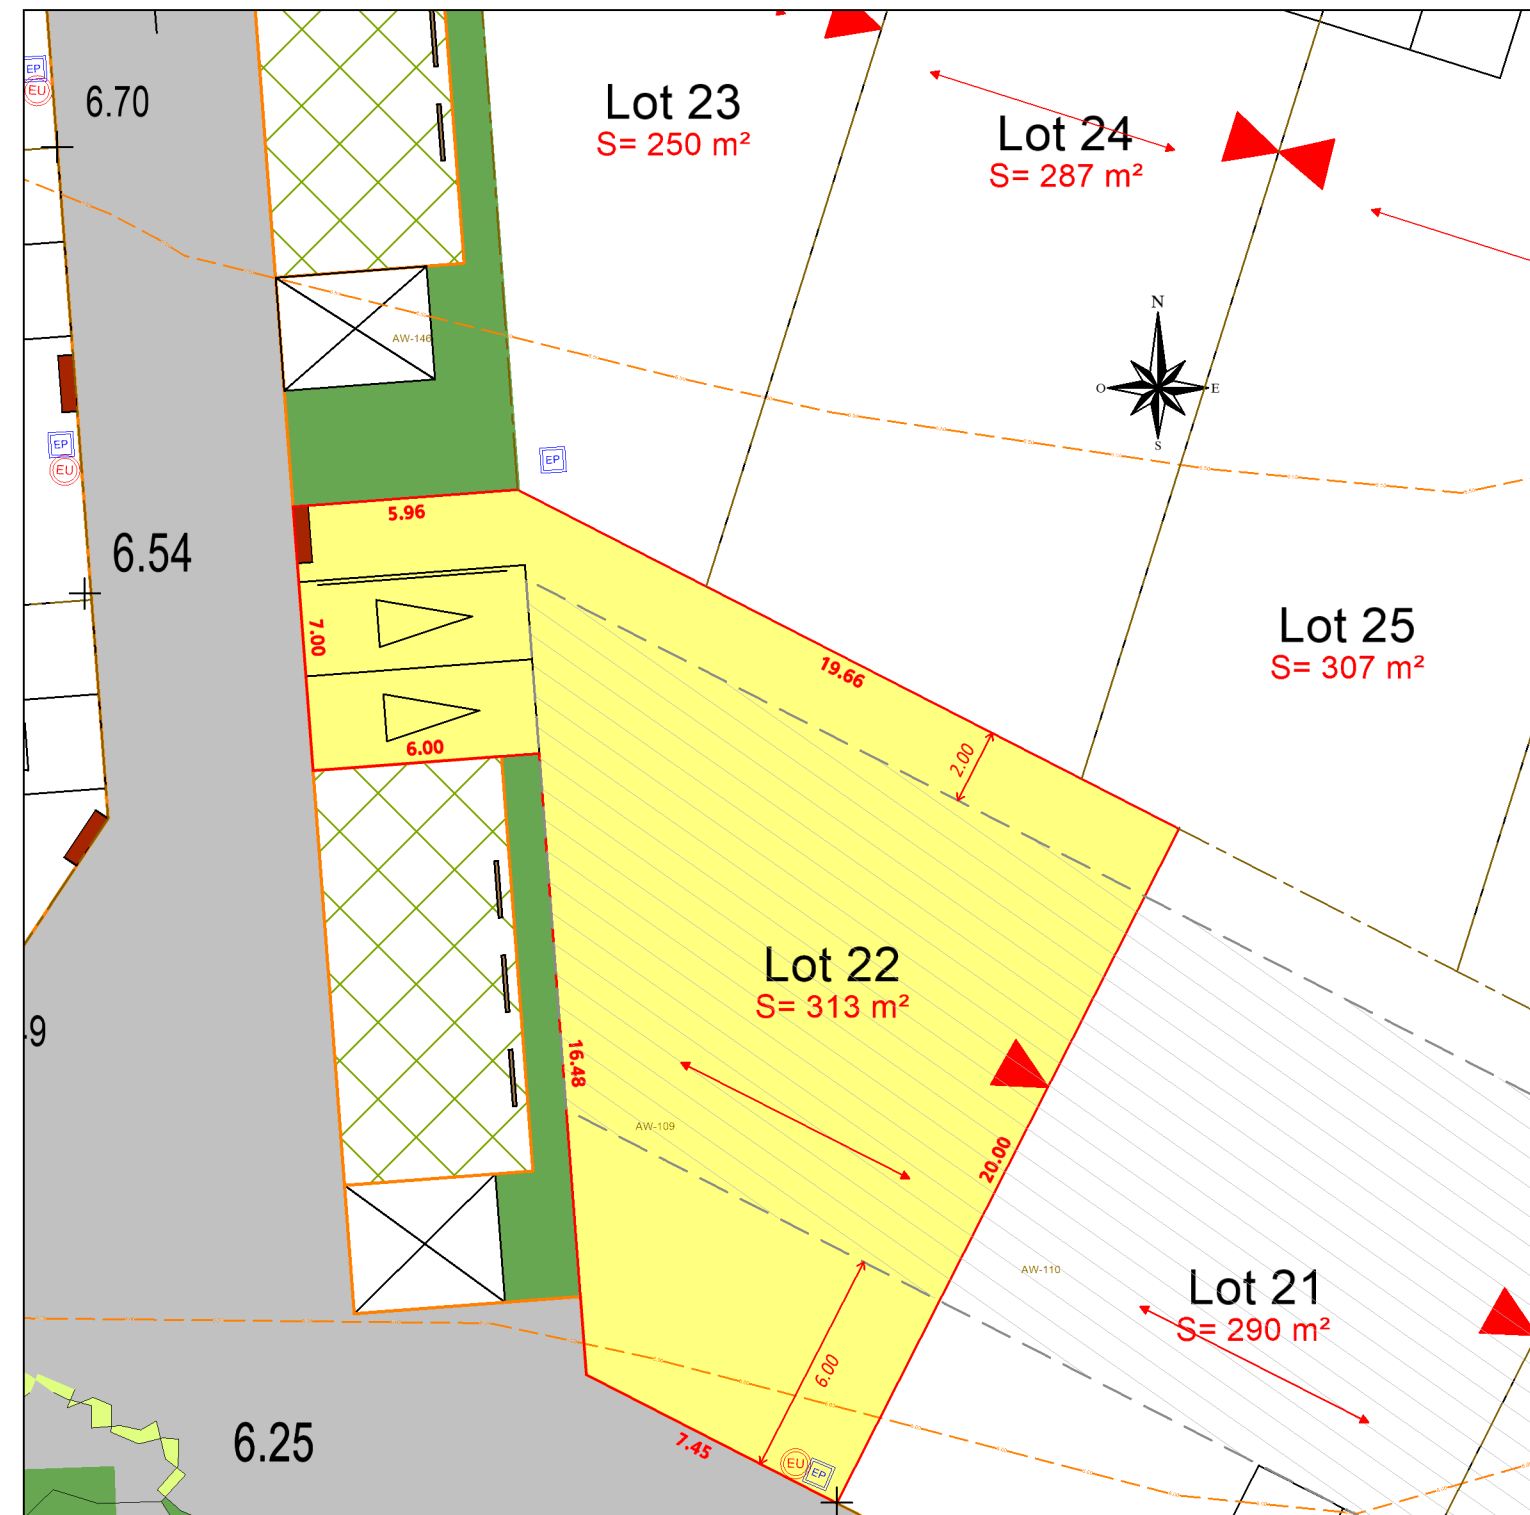 EP
EU
6.70
Lot 23
S= 250 m²
Lot 24
S= 287 m²
N
O
E
S
AW-146
EP
EU
EP
6.54
5.96
7.00
6.00
19.66
2.00
Lot 25
S= 307 m²
Lot 22
S= 313 m²
16.48
AW-109
20.00
AW-110
Lot 21
S= 290 m²
6.00
6.25
7.45
EU
EP